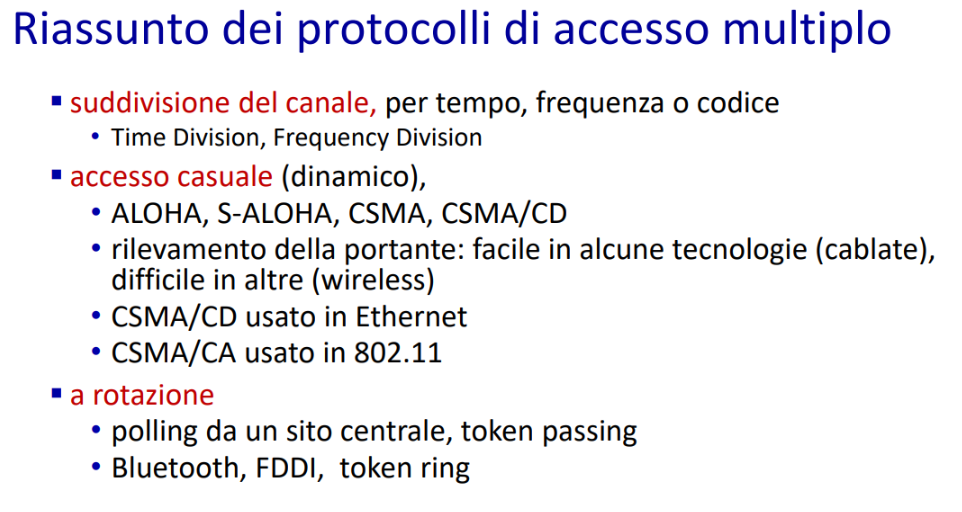 Riassunto dei protocolli di accesso multiplo
▪ suddivisione del canale, per tempo, frequenza o codice
• Time Division, Frequency Division
▪ accesso casuale (dinamico),
• ALOHA, S-ALOHA, CSMA, CSMA/CD
• rilevamento della portante: facile in alcune tecnologie (cablate),
difficile in altre (wireless)
• CSMA/CD usato in Ethernet
• CSMA/CA usato in 802.11
▪ a rotazione
• polling da un sito centrale, token passing
• Bluetooth, FDDI, token ring